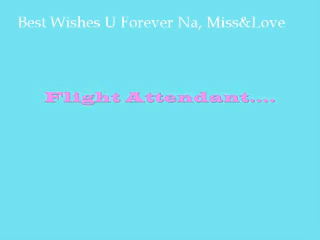 Best Wishes U Forever Na, Miss&Love
Flight Attendant....